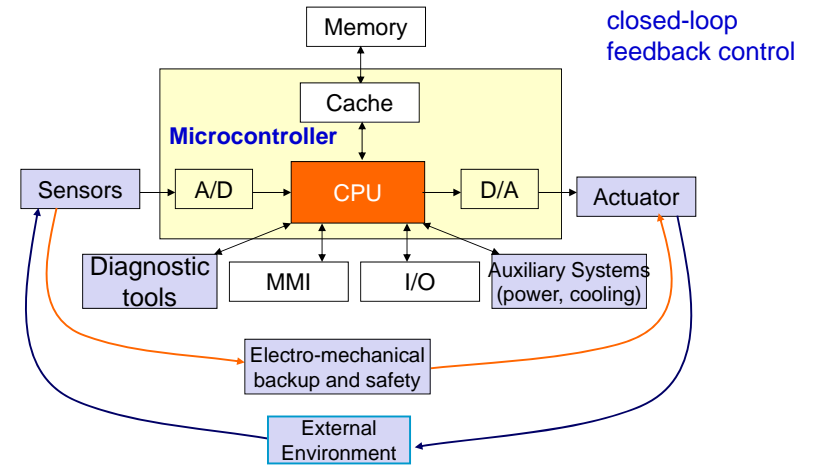 Memory
closed-loop
feedback control
Cache
Microcontroller
Sensors
A/D
CPU
D/A
Actuator
Diagnostic
tools
MMI
I/O
Auxiliary Systems
(power, cooling)
Electro-mechanical
backup and safety
External
Environment